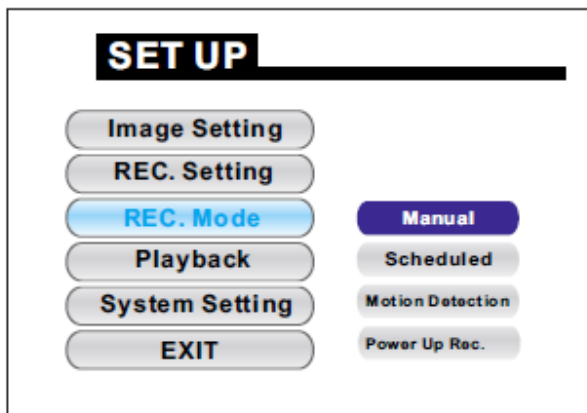 SET UP
Image Setting
REC. Setting
REC. Mode
Manual
Playback
Scheduled
System Setting
Motion Detection
EXIT
Power Up Rec.